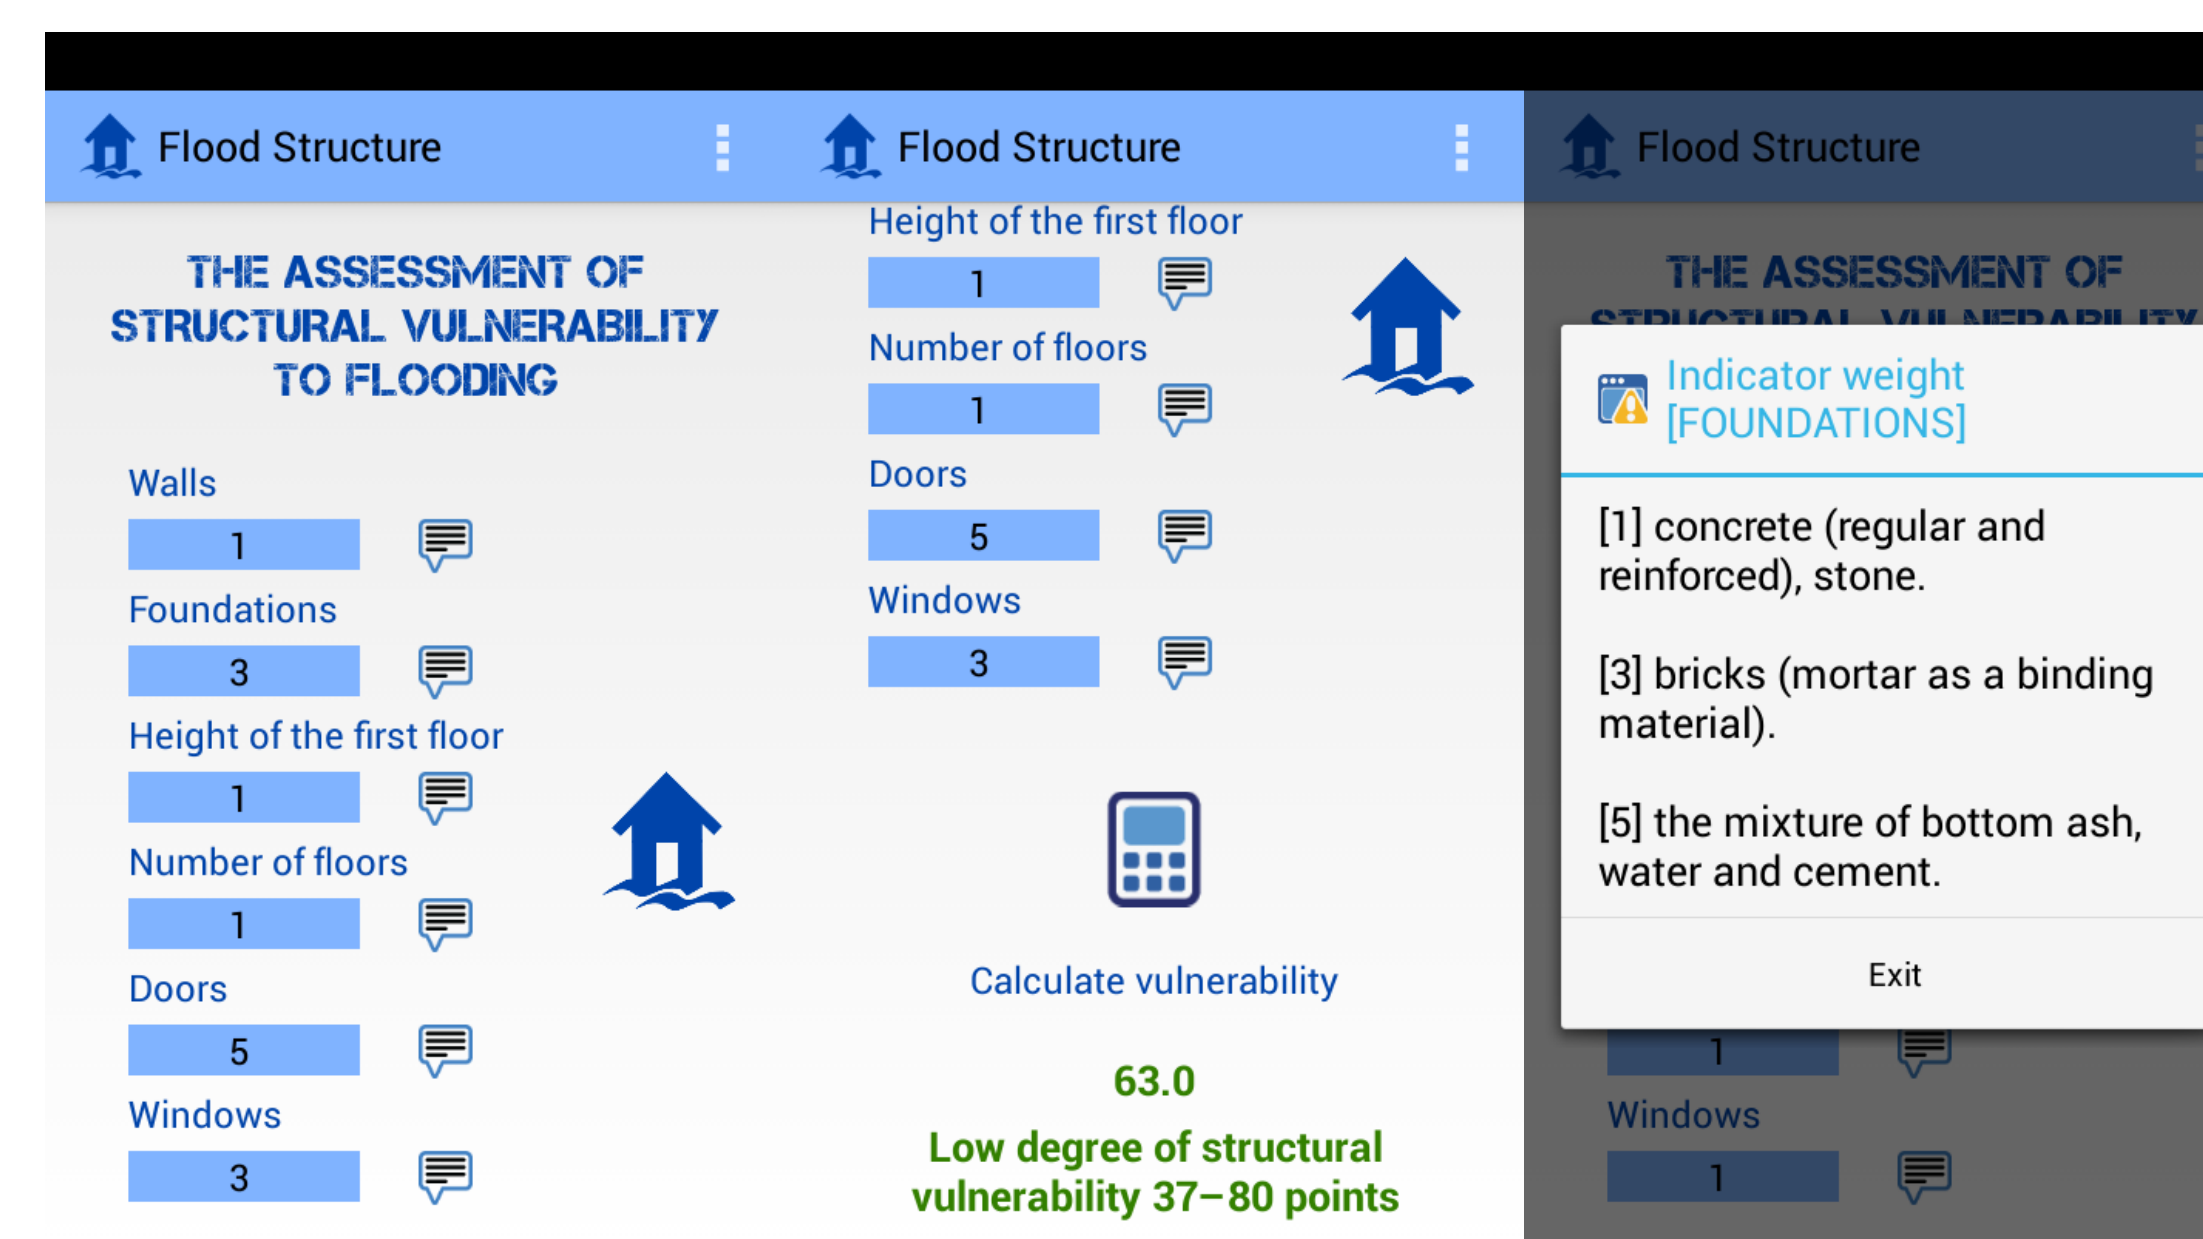 Flood Structure
THE ASSESSMENT OF
STRUCTURAL VULNERABILITY
TO FLOODING
Walls
1
Foundations
3
Height of the first floor
1
Number of floors
1
Doors
5
Windows
3
Flood Structure
Height of the first floor
1
Number of floors
1
Doors
5
Windows
3
Calculate vulnerability
63.0
Low degree of structural
vulnerability 37–80 points
Flood Structure
THE ASSESSMENT OF
STRUCTURAL VULNERABILITY
Indicator weight
[FOUNDATIONS]
[1] concrete (regular and
reinforced), stone.
[3] bricks (mortar as a binding
material).
[5] the mixture of bottom ash,
water and cement.
Exit
1
Windows
1